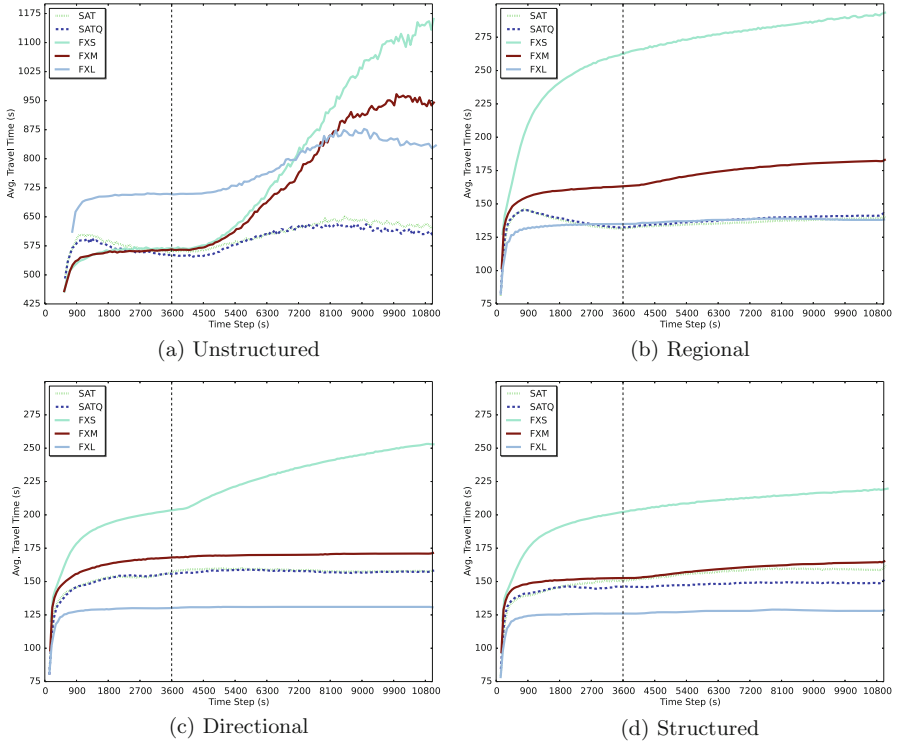 SAT
SATQ
FXS
FXM
FXL
Avg. Travel Time (s)
1175
1125
1025
950
875
800
725
650
575
500
425
0 900 1800 2700 3600 4500 5400 6300 7200 8100 9000 9900 10800
Time Step (s)
(a) Unstructured
SAT
SATQ
FXS
FXM
FXL
Avg. Travel Time (s)
275
250
225
200
175
150
125
100
75
0 900 1800 2700 3600 4500 5400 6300 7200 8100 9000 9900 10800
Time Step (s)
(b) Regional
SAT
SATQ
FXS
FXM
FXL
Avg. Travel Time (s)
275
250
225
200
175
150
125
100
75
0 900 1800 2700 3600 4500 5400 6300 7200 8100 9000 9900 10800
Time Step (s)
(c) Directional
SAT
SATQ
FXS
FXM
FXL
Avg. Travel Time (s)
275
250
225
200
175
150
125
100
75
0 900 1800 2700 3600 4500 5400 6300 7200 8100 9000 9900 10800
Time Step (s)
(d) Structured